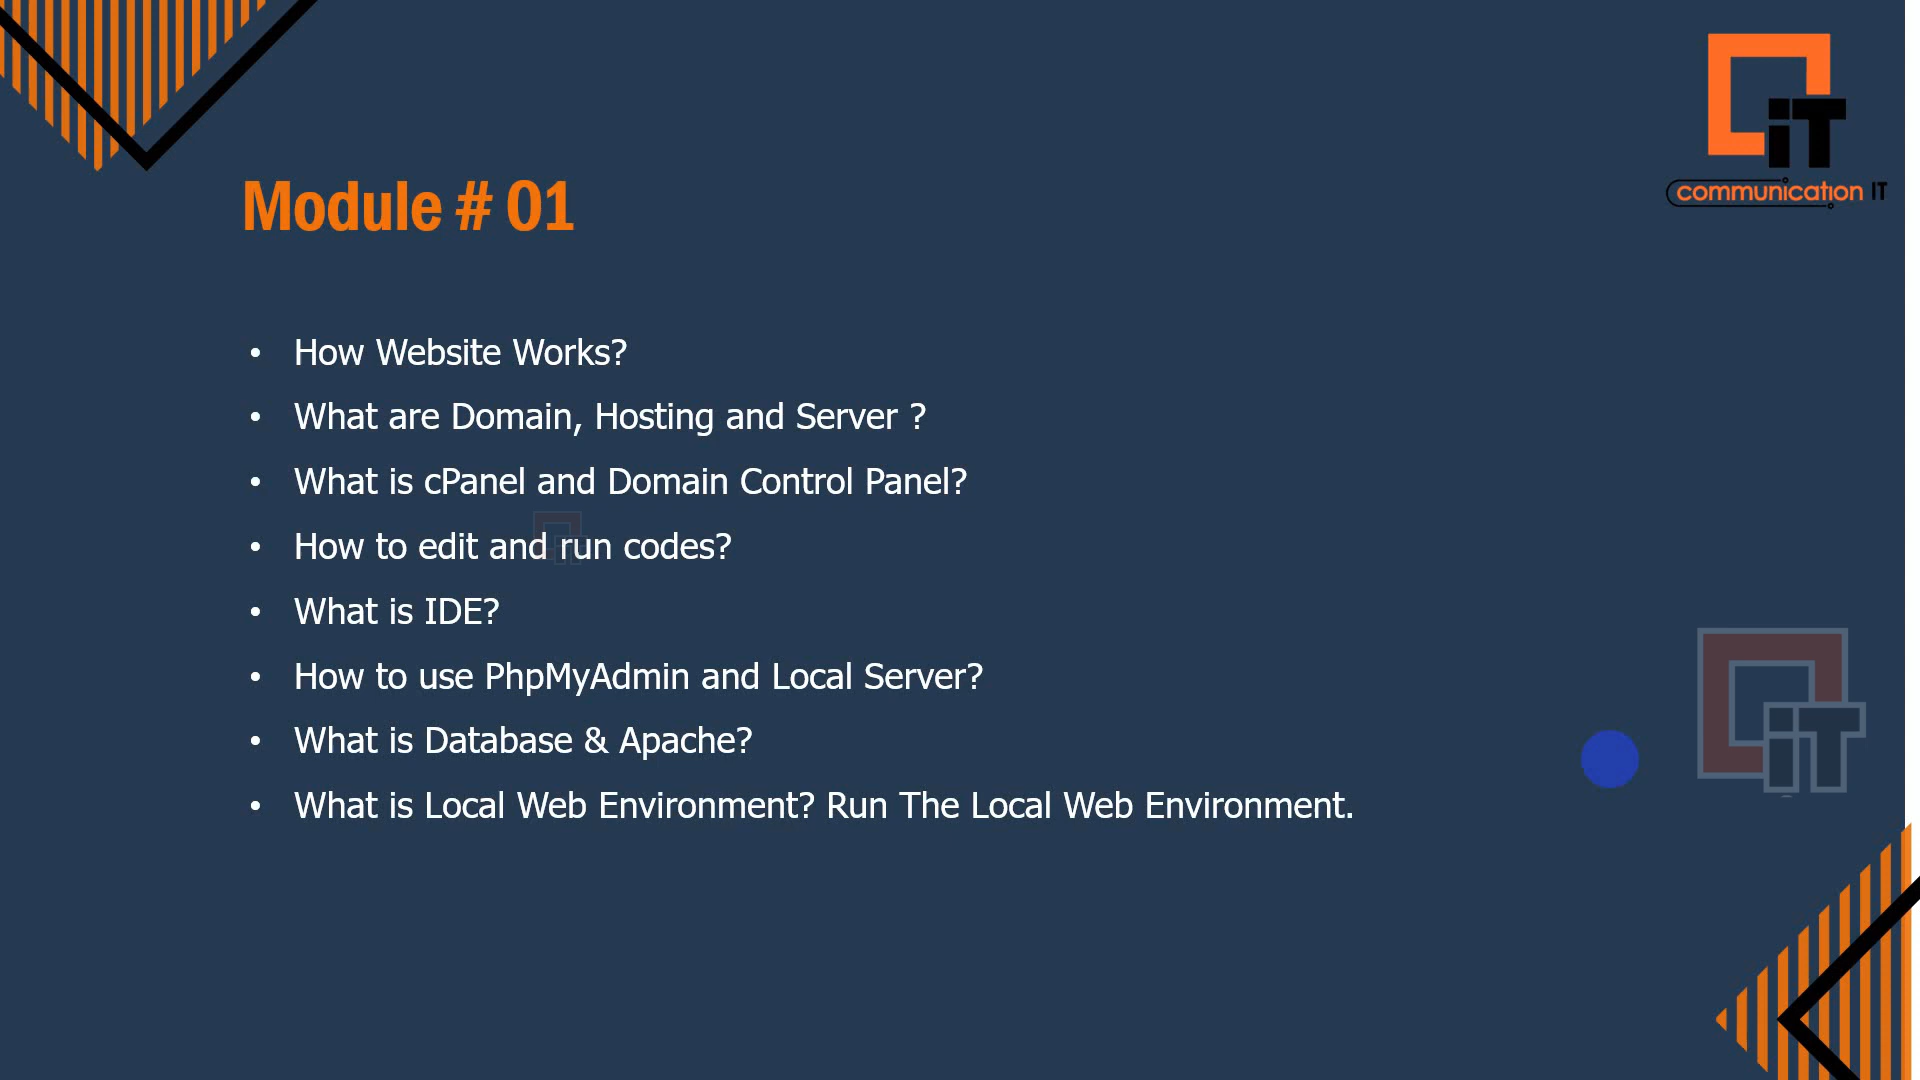 iT
communication IT
Module # 01
• How Website Works?
• What are Domain, Hosting and Server ?
• What is cPanel and Domain Control Panel?
• How to edit and run codes?
• What is IDE?
• How to use PhpMyAdmin and Local Server?
• What is Database & Apache?
• What is Local Web Environment? Run The Local Web Environment.
iT